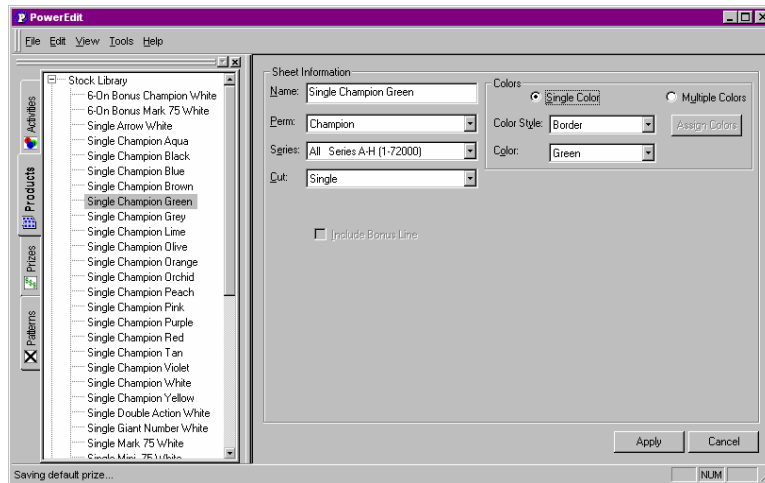 PowerEdit
File Edit View Tools Help
Activities
Products
Prizes
Patterns
Stock Library
6-On Bonus Champion White
6-On Bonus Mark 75 White
Single Arrow White
Single Champion Aqua
Single Champion Black
Single Champion Blue
Single Champion Brown
Single Champion Green
Single Champion Grey
Single Champion Lime
Single Champion Olive
Single Champion Orange
Single Champion Orchid
Single Champion Peach
Single Champion Pink
Single Champion Purple
Single Champion Red
Single Champion Tan
Single Champion Violet
Single Champion White
Single Champion Yellow
Single Double Action White
Single Giant Number White
Single Mark 75 White
Single Mini 75 White
Sheet Information
Name: Single Champion Green
Perm: Champion
Series: All Series A-H (1-72000)
Cut: Single
Include Bonus Line
Colors
Single Color Multiple Colors
Color Style: Border Assign Colors
Color: Green
Apply Cancel
Saving default prize... NUM